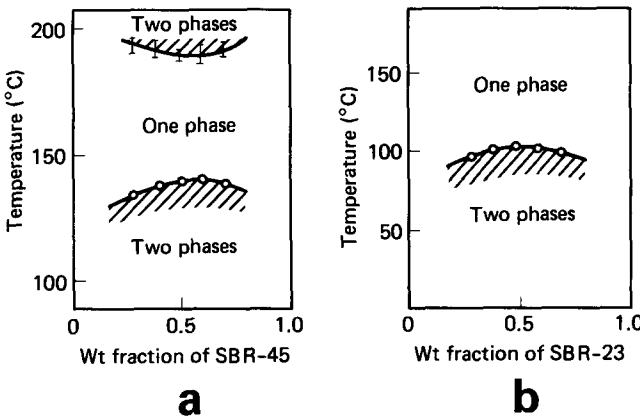 Two phases
200
One phase
150
Two phases
100
Temperature (°C)
0
0.5
1.0
Wt fraction of SBR-45
a
150
One phase
100
Two phases
50
Temperature (°C)
0
0.5
1.0
Wt fraction of SBR-23
b